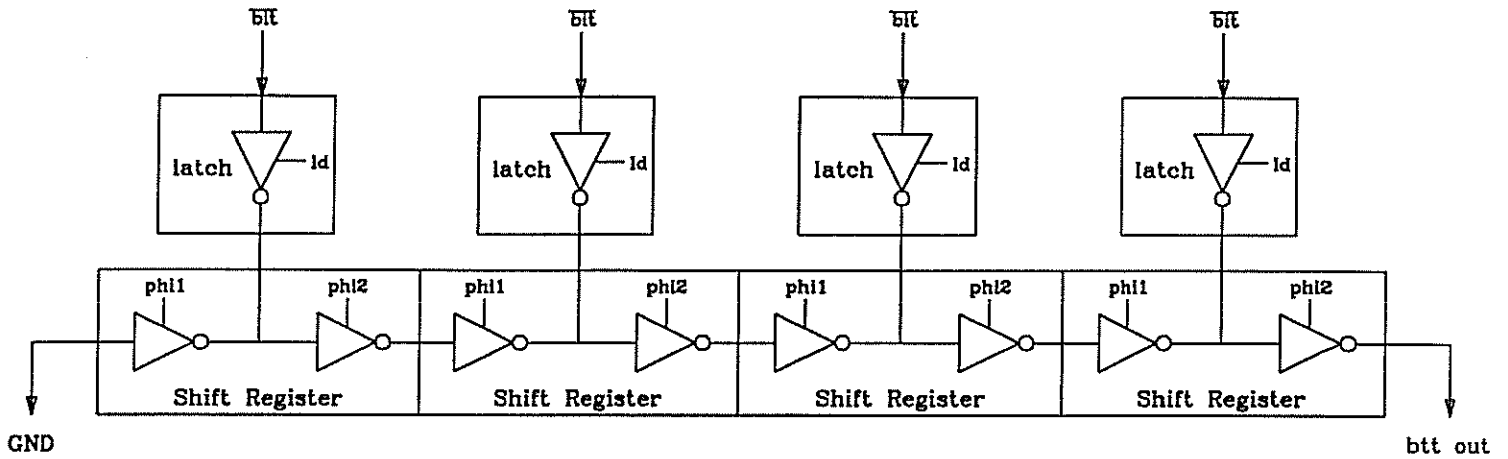 bit bit bit bit
latch ld latch ld latch ld latch ld
phi1 phi2 phi1 phi2 phi1 phi2 phi1 phi2
Shift Register Shift Register Shift Register Shift Register
GND bit out